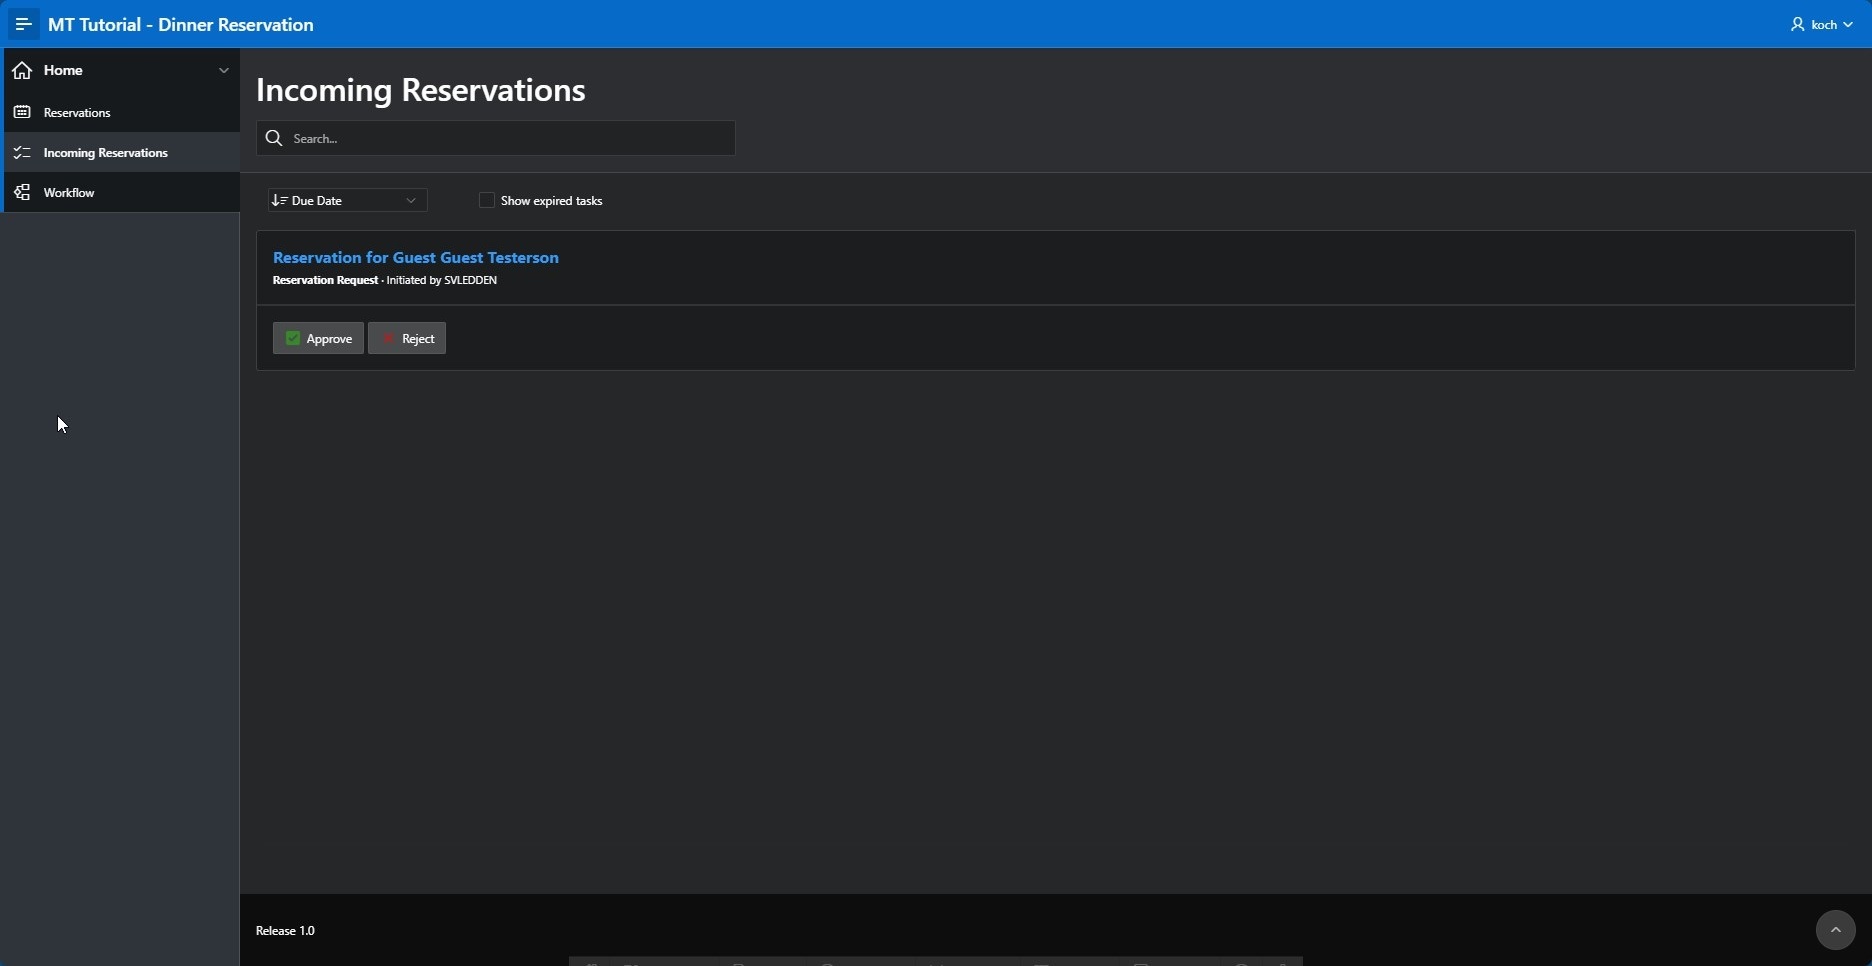 MT Tutorial - Dinner Reservation
koch
Home
Reservations
Incoming Reservations
Workflow
Incoming Reservations
Search...
Due Date
Show expired tasks
Reservation for Guest Guest Testerson
Reservation Request · Initiated by SVLEDDEN
Approve
Reject
Release 1.0